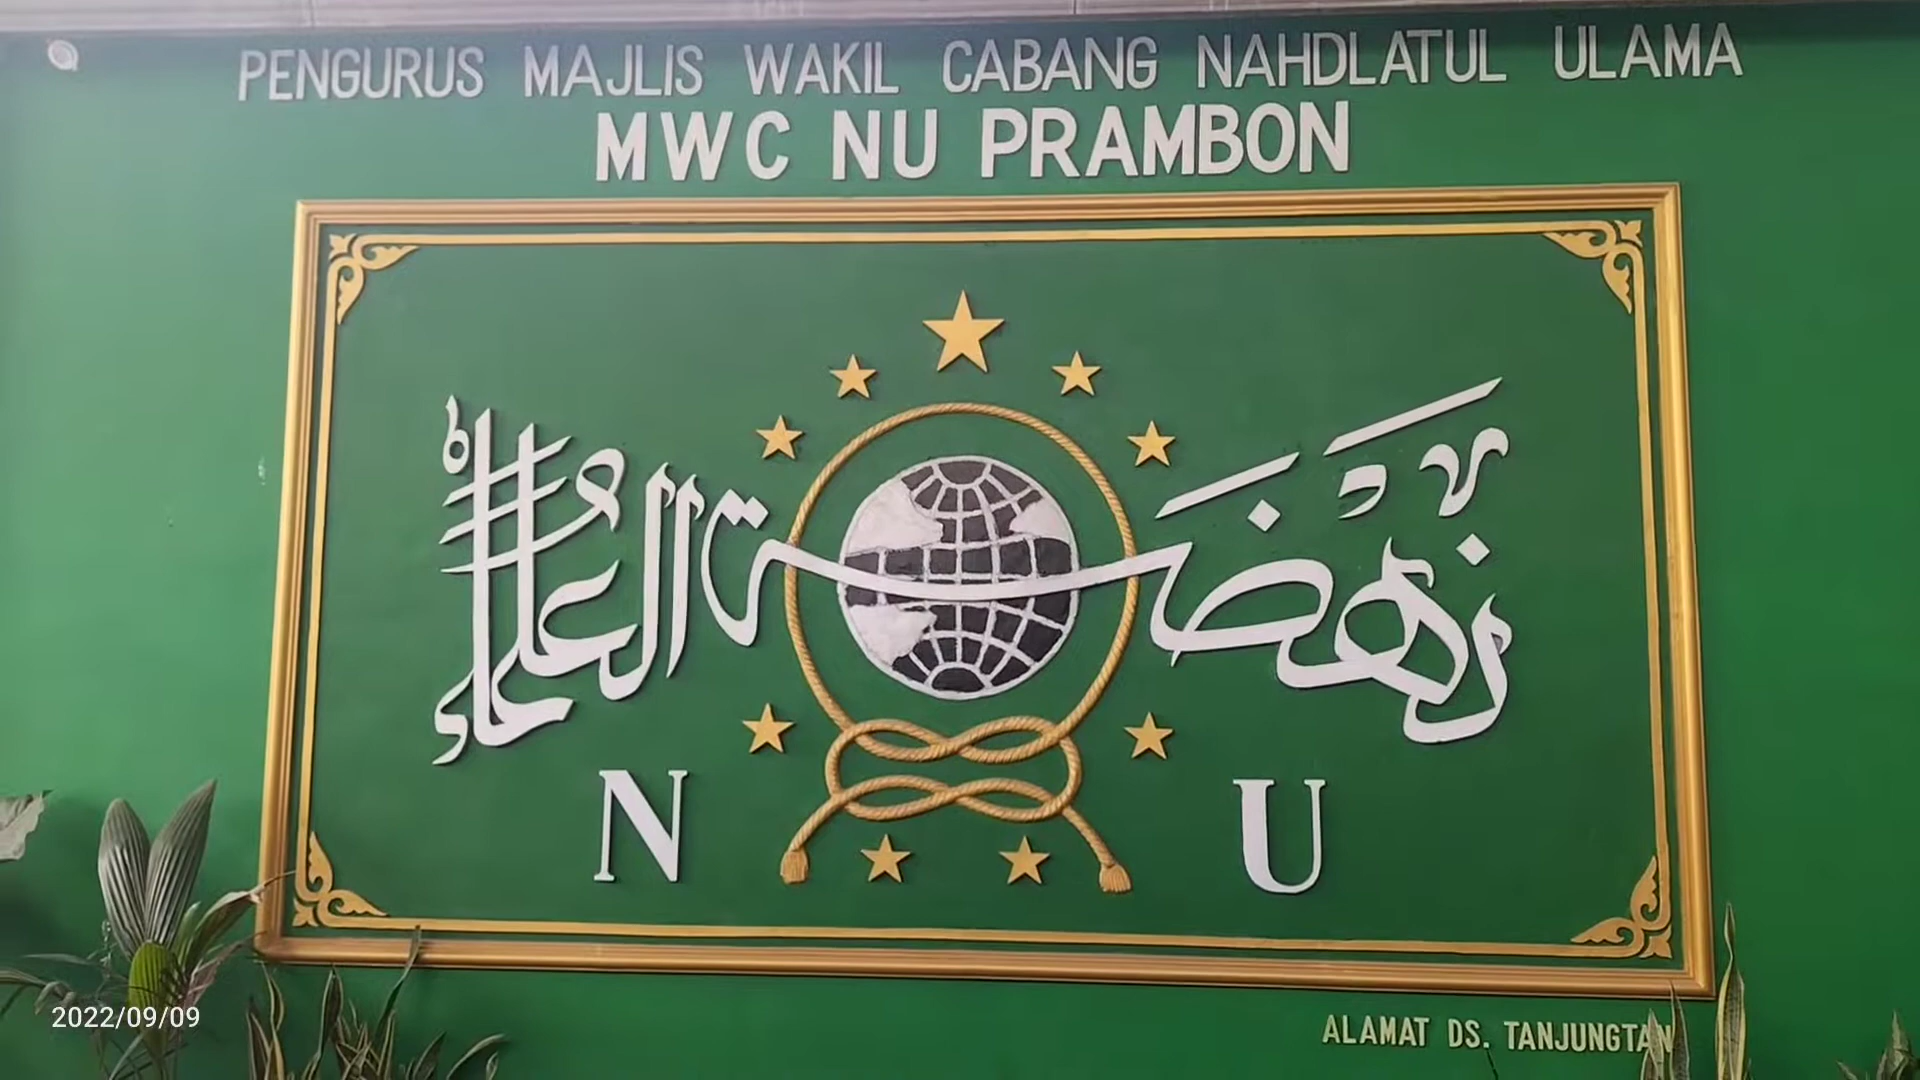 PENGURUS MAJLIS WAKIL CABANG NAHDLATUL ULAMA
MWC NU PRAMBON
نهضة العلماء
N U
ALAMAT DS. TANJUNGTAN
2022/09/09